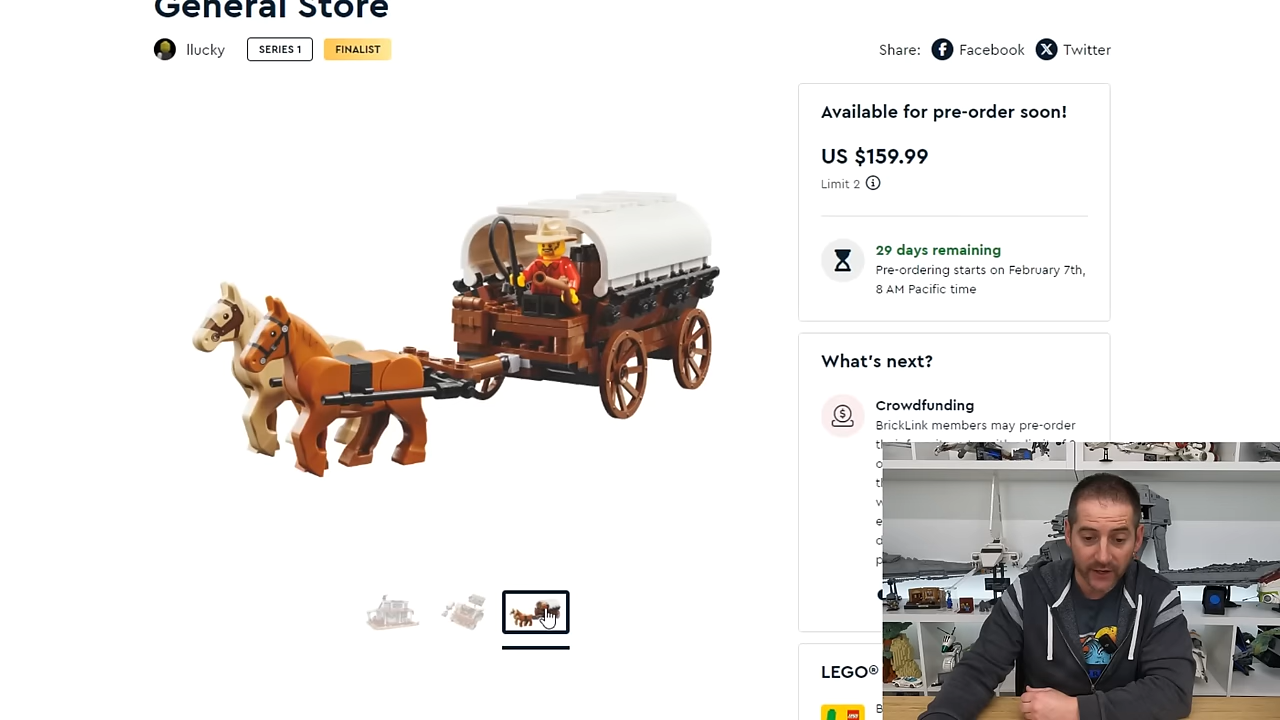 General Store
llucky
SERIES 1
FINALIST
Share:
Facebook
Twitter
Available for pre-order soon!
US $159.99
Limit 2
29 days remaining
Pre-ordering starts on February 7th,
8 AM Pacific time
What's next?
Crowdfunding
BrickLink members may pre-order
LEGO®